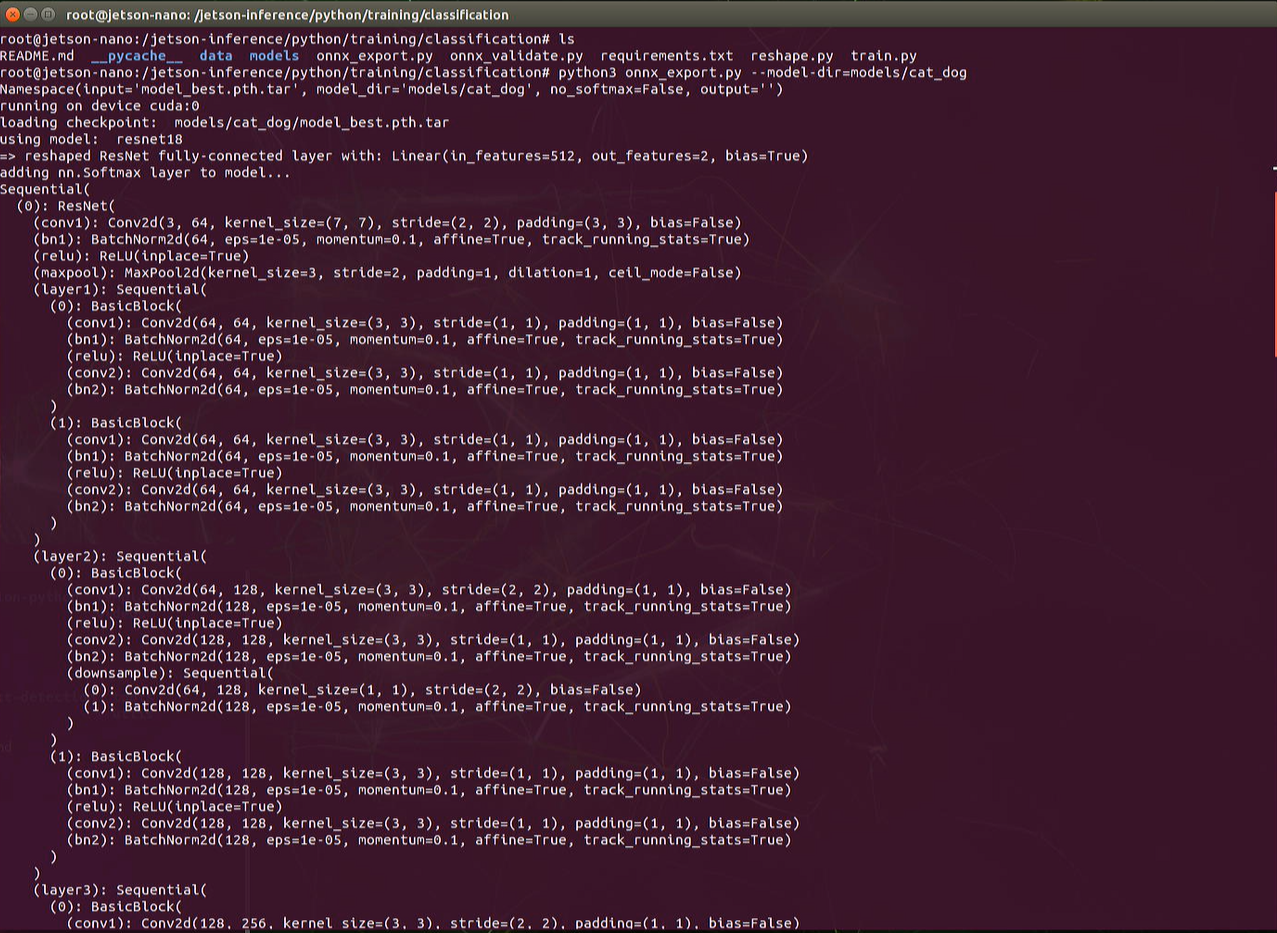 root@jetson-nano: /jetson-inference/python/training/classification
root@jetson-nano:/jetson-inference/python/training/classification# ls
README.md  __pycache__  data  models  onnx_export.py  onnx_validate.py  requirements.txt  reshape.py  train.py
root@jetson-nano:/jetson-inference/python/training/classification# python3 onnx_export.py --model-dir=models/cat_dog
Namespace(input='model_best.pth.tar', model_dir='models/cat_dog', no_softmax=False, output='')
running on device cuda:0
loading checkpoint:  models/cat_dog/model_best.pth.tar
using model:  resnet18
=> reshaped ResNet fully-connected layer with: Linear(in_features=512, out_features=2, bias=True)
adding nn.Softmax layer to model...
Sequential(
  (0): ResNet(
    (conv1): Conv2d(3, 64, kernel_size=(7, 7), stride=(2, 2), padding=(3, 3), bias=False)
    (bn1): BatchNorm2d(64, eps=1e-05, momentum=0.1, affine=True, track_running_stats=True)
    (relu): ReLU(inplace=True)
    (maxpool): MaxPool2d(kernel_size=3, stride=2, padding=1, dilation=1, ceil_mode=False)
    (layer1): Sequential(
      (0): BasicBlock(
        (conv1): Conv2d(64, 64, kernel_size=(3, 3), stride=(1, 1), padding=(1, 1), bias=False)
        (bn1): BatchNorm2d(64, eps=1e-05, momentum=0.1, affine=True, track_running_stats=True)
        (relu): ReLU(inplace=True)
        (conv2): Conv2d(64, 64, kernel_size=(3, 3), stride=(1, 1), padding=(1, 1), bias=False)
        (bn2): BatchNorm2d(64, eps=1e-05, momentum=0.1, affine=True, track_running_stats=True)
      )
      (1): BasicBlock(
        (conv1): Conv2d(64, 64, kernel_size=(3, 3), stride=(1, 1), padding=(1, 1), bias=False)
        (bn1): BatchNorm2d(64, eps=1e-05, momentum=0.1, affine=True, track_running_stats=True)
        (relu): ReLU(inplace=True)
        (conv2): Conv2d(64, 64, kernel_size=(3, 3), stride=(1, 1), padding=(1, 1), bias=False)
        (bn2): BatchNorm2d(64, eps=1e-05, momentum=0.1, affine=True, track_running_stats=True)
      )
    )
    (layer2): Sequential(
      (0): BasicBlock(
        (conv1): Conv2d(64, 128, kernel_size=(3, 3), stride=(2, 2), padding=(1, 1), bias=False)
        (bn1): BatchNorm2d(128, eps=1e-05, momentum=0.1, affine=True, track_running_stats=True)
        (relu): ReLU(inplace=True)
        (conv2): Conv2d(128, 128, kernel_size=(3, 3), stride=(1, 1), padding=(1, 1), bias=False)
        (bn2): BatchNorm2d(128, eps=1e-05, momentum=0.1, affine=True, track_running_stats=True)
        (downsample): Sequential(
          (0): Conv2d(64, 128, kernel_size=(1, 1), stride=(2, 2), bias=False)
          (1): BatchNorm2d(128, eps=1e-05, momentum=0.1, affine=True, track_running_stats=True)
        )
      )
      (1): BasicBlock(
        (conv1): Conv2d(128, 128, kernel_size=(3, 3), stride=(1, 1), padding=(1, 1), bias=False)
        (bn1): BatchNorm2d(128, eps=1e-05, momentum=0.1, affine=True, track_running_stats=True)
        (relu): ReLU(inplace=True)
        (conv2): Conv2d(128, 128, kernel_size=(3, 3), stride=(1, 1), padding=(1, 1), bias=False)
        (bn2): BatchNorm2d(128, eps=1e-05, momentum=0.1, affine=True, track_running_stats=True)
      )
    )
    (layer3): Sequential(
      (0): BasicBlock(
        (conv1): Conv2d(128, 256, kernel_size=(3, 3), stride=(2, 2), padding=(1, 1), bias=False)